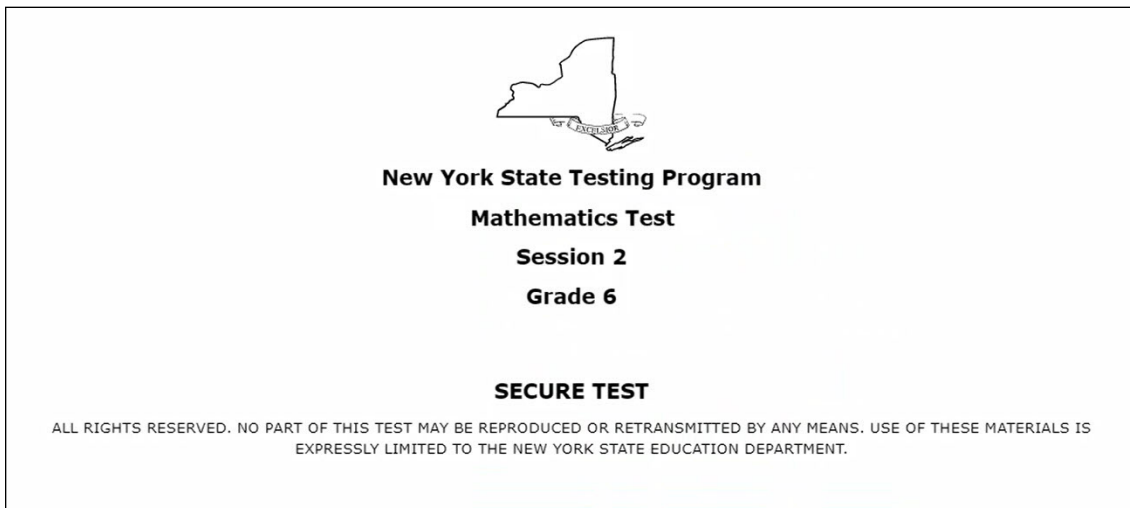 EXCELSIOR
New York State Testing Program
Mathematics Test
Session 2
Grade 6
SECURE TEST
ALL RIGHTS RESERVED. NO PART OF THIS TEST MAY BE REPRODUCED OR RETRANSMITTED BY ANY MEANS. USE OF THESE MATERIALS IS
EXPRESSLY LIMITED TO THE NEW YORK STATE EDUCATION DEPARTMENT.